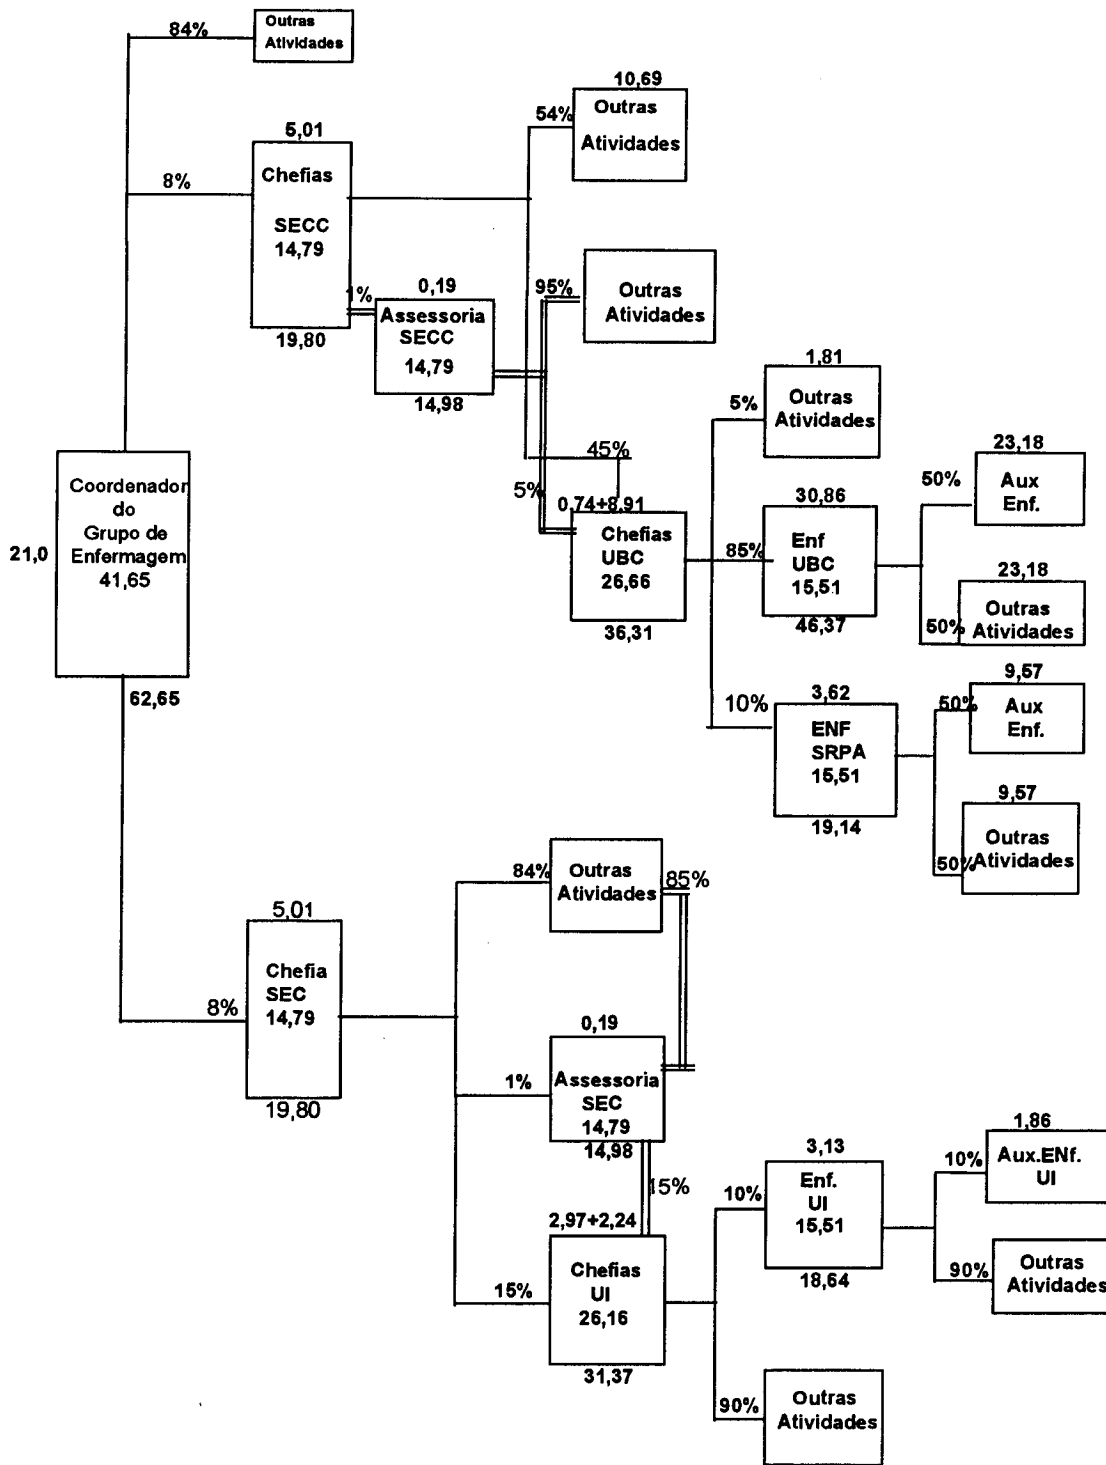 84%
Outras
Atividades
10,69
54%
Outras
Atividades
5,01
8%
Chefias
SECC
14,79
19,80
1%
0,19
Assessoria
SECC
14,79
14,98
95%
Outras
Atividades
1,81
5%
Outras
Atividades
45%
5%
0,74+8,91
Chefias
UBC
26,66
36,31
85%
30,86
Enf
UBC
15,51
46,37
50%
23,18
Aux
Enf.
23,18
50%
Outras
Atividades
Coordenador
do
Grupo de
Enfermagem
41,65
21,0
62,65
10%
3,62
ENF
SRPA
15,51
19,14
9,57
50%
Aux
Enf.
9,57
50%
Outras
Atividades
84%
Outras
Atividades
85%
5,01
8%
Chefia
SEC
14,79
19,80
0,19
1%
Assessoria
SEC
14,79
14,98
15%
2,97+2,24
15%
Chefias
UI
26,16
31,37
10%
3,13
Enf.
UI
15,51
18,64
1,86
10%
Aux.ENf.
UI
90%
Outras
Atividades
90%
Outras
Atividades